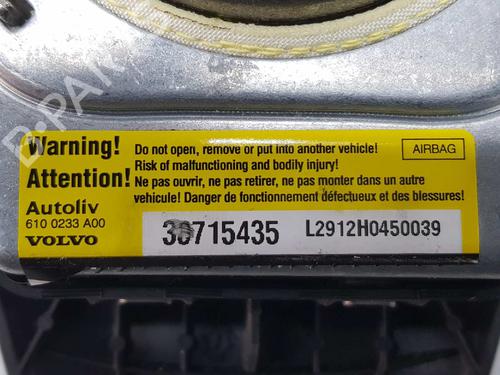 B-PARTS
Warning!
Attention!
Do not open, remove or put into another vehicle!
Risk of malfunctioning and bodily injury!
Ne pas ouvrir, ne pas retirer, ne pas monter dans un autre
vehicule! Danger de fonctionnement défectueux et des blessures!
AIRBAG
Autoliv
610 0233 A00
VOLVO
30715435
L2912H0450039